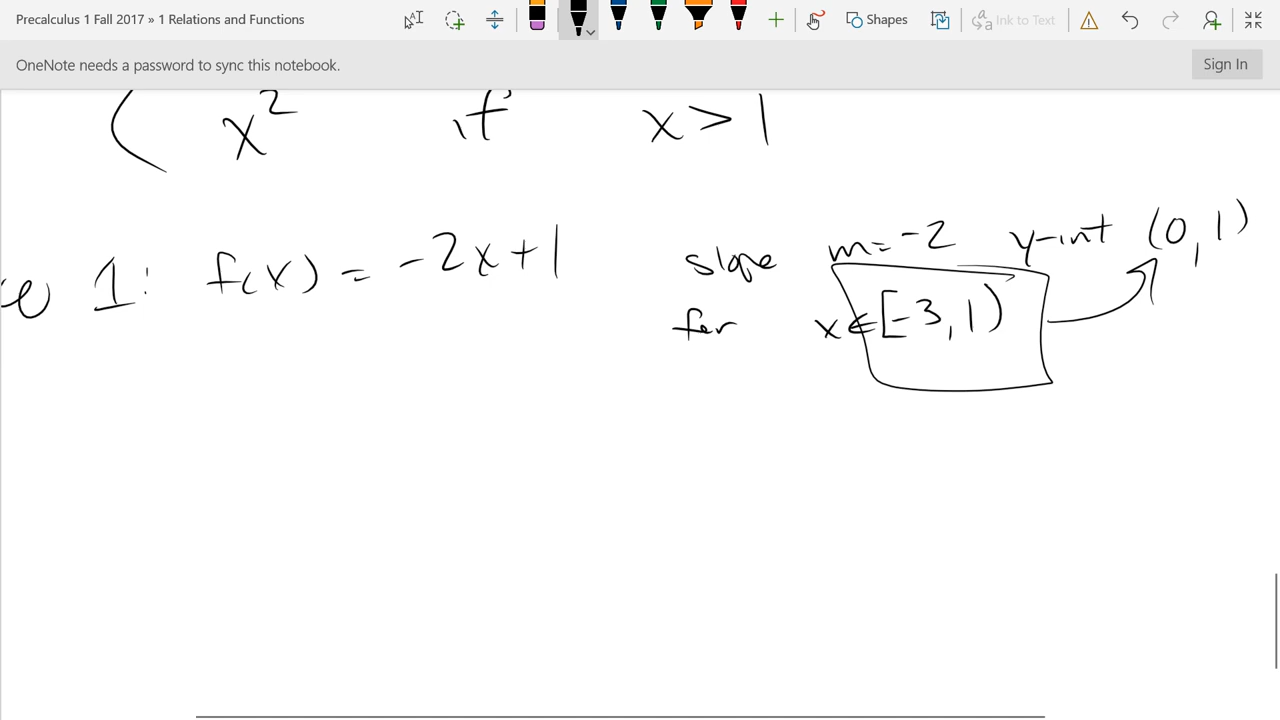 Precalculus 1 Fall 2017 » 1 Relations and Functions
Shapes
Ink to Text
OneNote needs a password to sync this notebook.
Sign In
x² if x > 1
1: f(x) = -2x+1 slope m = -2 y-int (0,1)
for x ∈ [-3,1)